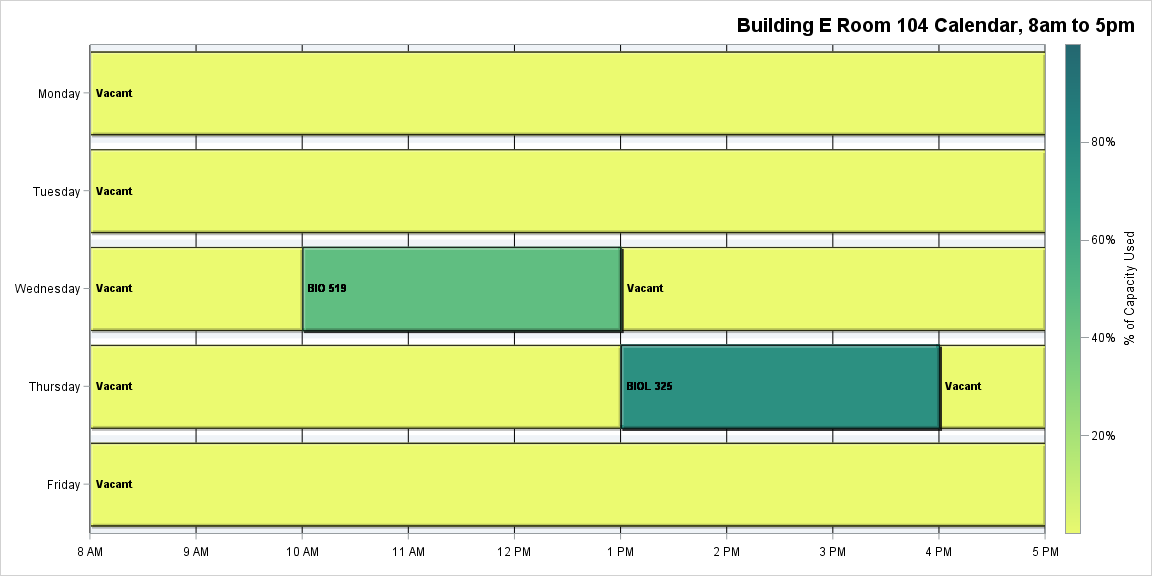 Building E Room 104 Calendar, 8am to 5pm
Monday
Vacant
Tuesday
Vacant
Wednesday
Vacant
BIO 519
Vacant
Thursday
Vacant
BIOL 325
Vacant
Friday
Vacant
8 AM 9 AM 10 AM 11 AM 12 PM 1 PM 2 PM 3 PM 4 PM 5 PM
80%
60%
40%
20%
% of Capacity Used